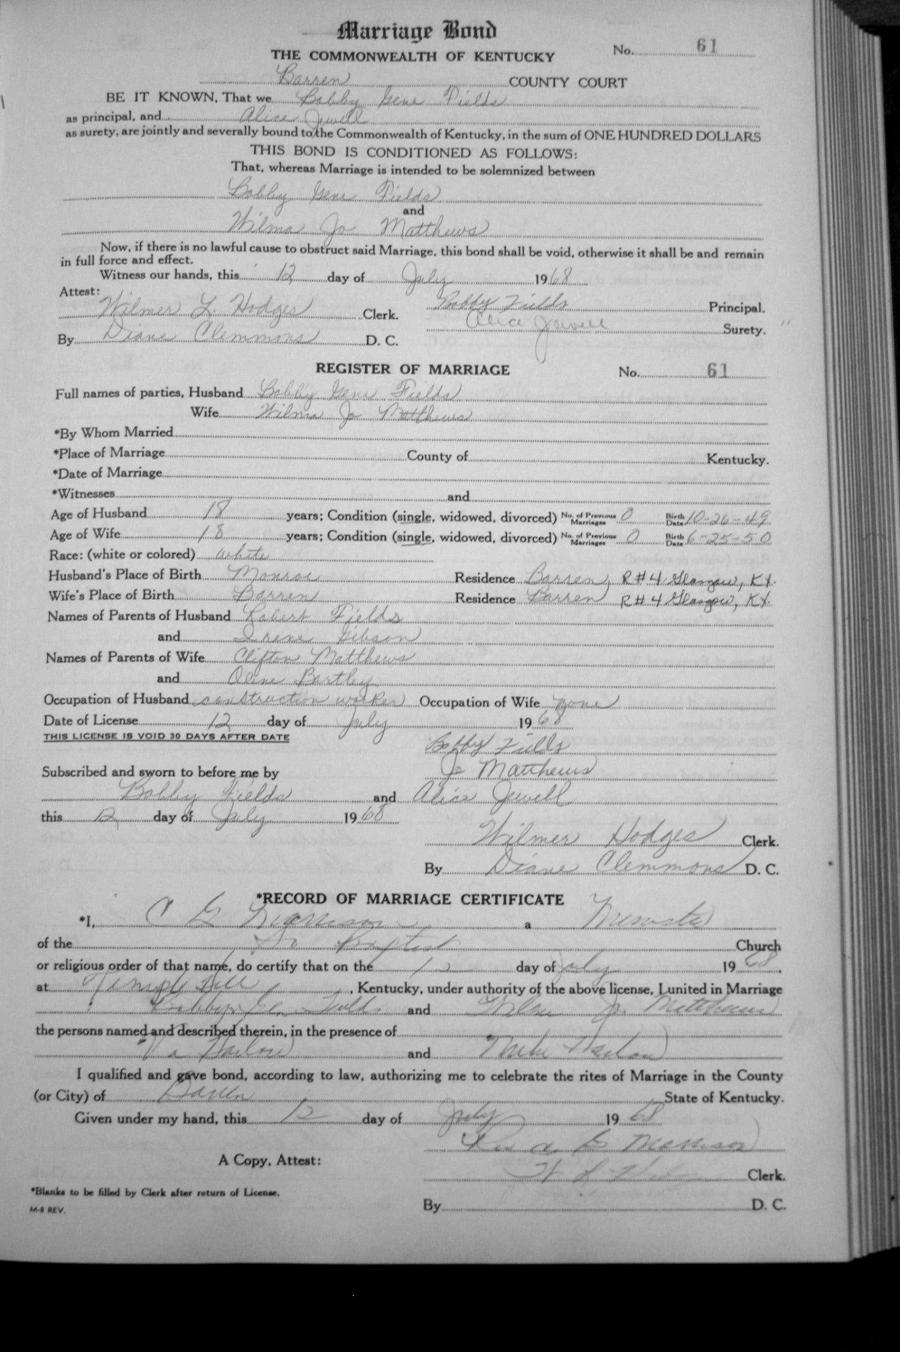 Marriage Bond
THE COMMONWEALTH OF KENTUCKY No. 61
Barren COUNTY COURT
BE IT KNOWN, That we Bobby Gene Fields
as principal, and Alice Jewell
as surety, are jointly and severally bound to the Commonwealth of Kentucky, in the sum of ONE HUNDRED DOLLARS
THIS BOND IS CONDITIONED AS FOLLOWS:
That, whereas Marriage is intended to be solemnized between
Bobby Gene Fields
and
Wilma Jo Matthews
Now, if there is no lawful cause to obstruct said Marriage, this bond shall be void, otherwise it shall be and remain
in full force and effect.
Witness our hands, this 12 day of July 1968
Attest:
Wilmer L. Hodges Clerk. Bobby Fields Principal.
Alice Jewell Surety.
By Diane Clemmons D. C.
REGISTER OF MARRIAGE No. 61
Full names of parties, Husband Bobby Gene Fields
Wife Wilma Jo Matthews
*By Whom Married
*Place of Marriage County of Kentucky.
*Date of Marriage
*Witnesses and
Age of Husband 18 years; Condition (single, widowed, divorced) No. of Previous Marriages 0 Birth Date 10-26-49
Age of Wife 18 years; Condition (single, widowed, divorced) No. of Previous Marriages 0 Birth Date 6-25-50
Race: (white or colored) white
Husband's Place of Birth Monroe Residence Barren, R#4 Glasgow, Ky.
Wife's Place of Birth Barren Residence Barren R#4 Glasgow, Ky.
Names of Parents of Husband Robert Fields
and Irene Gibson
Names of Parents of Wife Clifton Matthews
and Bartley
Occupation of Husband construction worker Occupation of Wife none
Date of License 12 day of July 1968
THIS LICENSE IS VOID 30 DAYS AFTER DATE
Bobby Fields
Jo Matthews
Subscribed and sworn to before me by
Bobby Fields and Alice Jewell
this 12 day of July 1968
Wilmer Hodges Clerk.
By Diane Clemmons D. C.
*RECORD OF MARRIAGE CERTIFICATE
*I, a Minister
of the Baptist Church
or religious order of that name, do certify that on the 12 day of July 1968,
at Temple Hill, Kentucky, under authority of the above license, I united in Marriage
Bobby Fields and Wilma Jo Matthews
the persons named and described therein, in the presence of
and
I qualified and gave bond, according to law, authorizing me to celebrate the rites of Marriage in the County
(or City) of Barren State of Kentucky.
Given under my hand, this 12 day of July 1968
A Copy, Attest:
Clerk.
*Blanks to be filled by Clerk after return of License.
M-8 REV. By D. C.